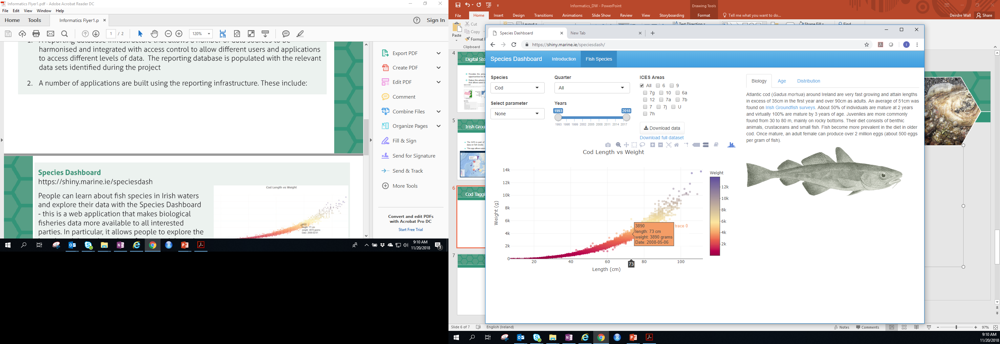 Informatics Flyer1.pdf - Adobe Acrobat Reader DC
File Edit View Window Help
Home Tools Informatics Flyer1.p × Sign In
1 / 2 120%
harmonised and integrated with access control to allow different users and applications
to access different levels of data. The reporting database is populated with the relevant
data sets identified during the project
2. A number of applications are built using the reporting infrastructure. These include:
Species Dashboard
https://shiny.marine.ie/speciesdash
People can learn about fish species in Irish waters
and explore their data with the Species Dashboard
- this is a web application that makes biological
fisheries data more available to all interested
parties. In particular, it allows people to explore the
Cod Length vs Weight
Export PDF
Create PDF
Edit PDF
Comment
Combine Files
Organize Pages
Fill & Sign
Send for Signature
Send & Track
More Tools
Convert and edit PDFs
with Acrobat Pro DC
Start Free Trial
9:10 AM
11/20/2018
3
Informatics_DW - PowerPoint
Drawing Tools
File Home Insert Design Transitions Animations Slide Show Review View Storyboarding Format Tell me what you want to do... Deirdre Wall Share
Paste
Cut
Copy
Format
Clipboard
4
Digital Sto
5
Irish Grou
6
Cod Taggi
7
Species Dashboard
New Tab
https://shiny.marine.ie/speciesdash/
Species Dashboard Introduction Fish Species
Species
Cod
Select parameter
None
Quarter
All
Years
1993 2018
1993 1996 1999 2002 2005 2008 2011 2014 2017
ICES Areas
All 6 9
7g 10 6a
12 7a 7b
7 7j U
7h
Download data
Download full dataset
Cod Length vs Weight
14k
12k
10k
8k
6k
4k
2k
0
Weight (g)
20 40 60 80 100
73
Length (cm)
3890
length: 73 cm
weight: 3890 grams
Date: 2008-05-06
trace 0
Weight
12k
10k
8k
6k
4k
2k
Biology Age Distribution
Atlantic cod (Gadus morhua) around Ireland are very fast growing and attain lengths
in excess of 35cm in the first year and over 90cm as adults. An average of 51cm was
found on Irish Groundfish surveys. About 50% of individuals are mature at 2 years
and virtually 100% are mature by 3 years of age. Juveniles are more commonly
found from 30 to 80 m, mainly on rocky bottoms. Their diet consists of benthic
animals, crustaceans and small fish. Fish become more prevalent in the diet in older
cod. Once mature, an adult female can produce over 2 million eggs (about 500 eggs
per gram of fish).
Slide 6 of 7 English (Ireland) Notes Comments 97%
9:10 AM
11/20/2018